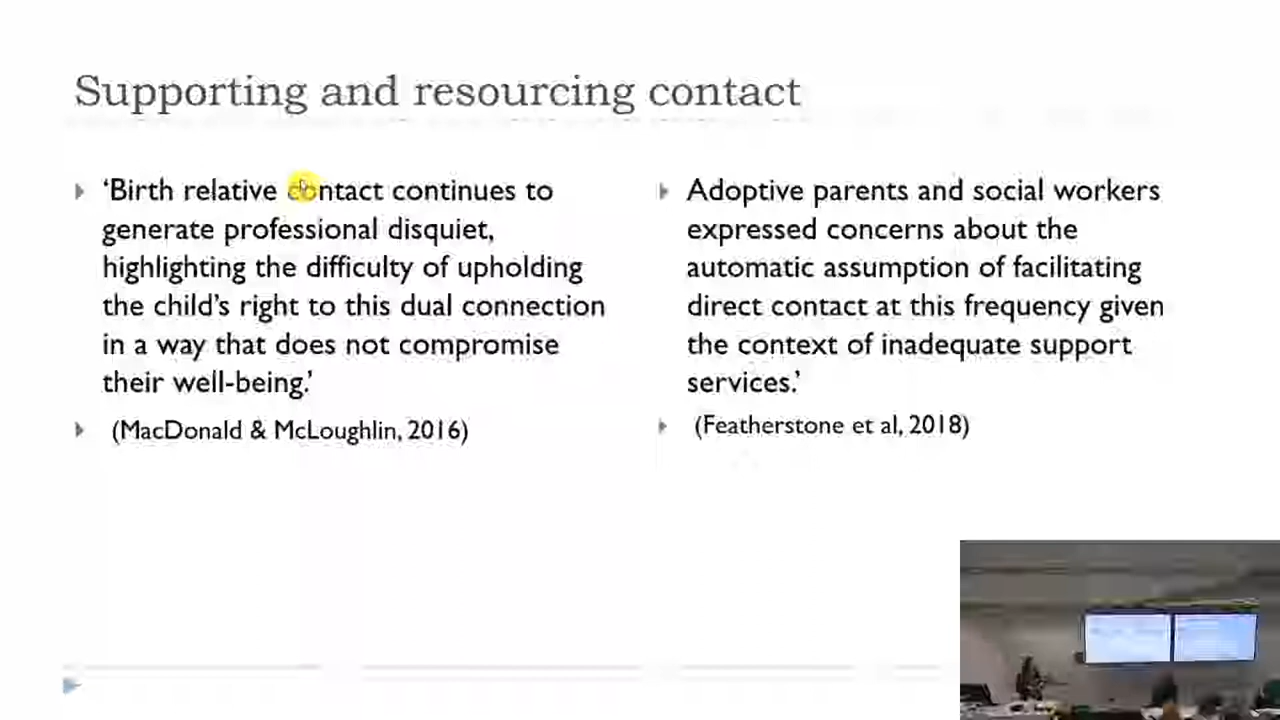 Supporting and resourcing contact
‘Birth relative contact continues to
generate professional disquiet,
highlighting the difficulty of upholding
the child’s right to this dual connection
in a way that does not compromise
their well-being.’
(MacDonald & McLoughlin, 2016)
Adoptive parents and social workers
expressed concerns about the
automatic assumption of facilitating
direct contact at this frequency given
the context of inadequate support
services.’
(Featherstone et al, 2018)